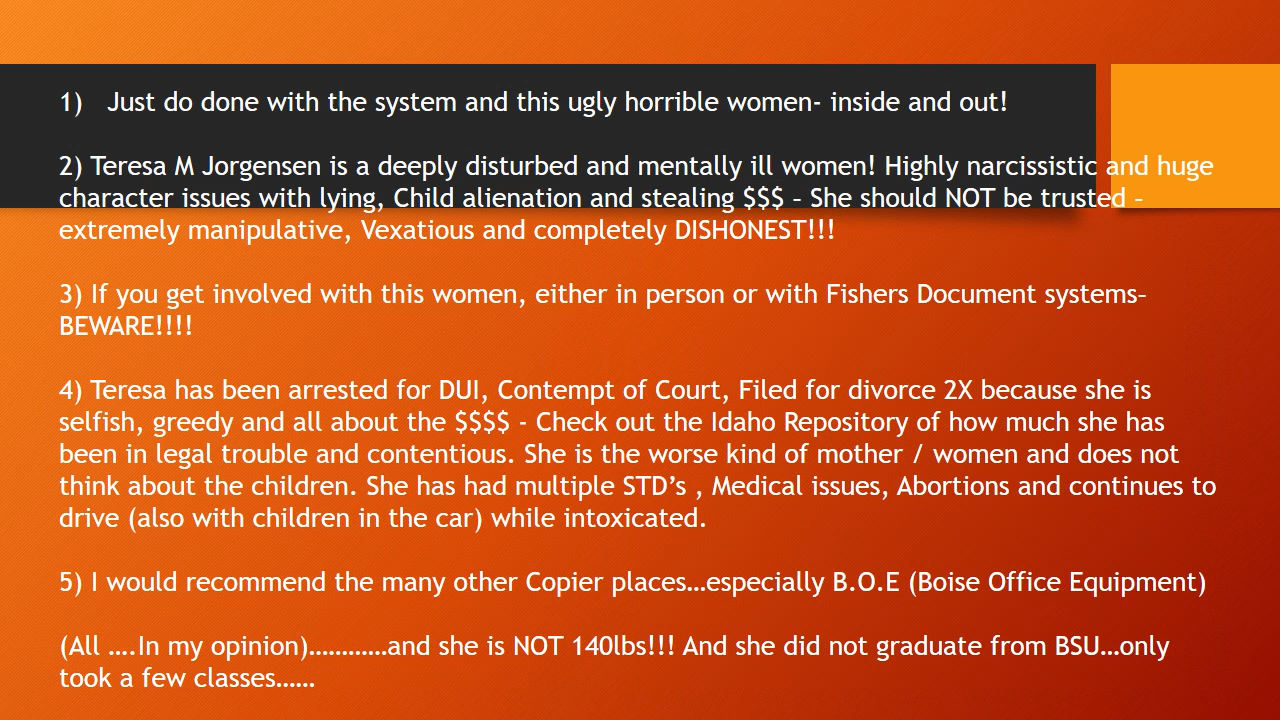 1) Just do done with the system and this ugly horrible women- inside and out!
2) Teresa M Jorgensen is a deeply disturbed and mentally ill women! Highly narcissistic and huge
character issues with lying, Child alienation and stealing $$$ – She should NOT be trusted –
extremely manipulative, Vexatious and completely DISHONEST!!!
3) If you get involved with this women, either in person or with Fishers Document systems–
BEWARE!!!!
4) Teresa has been arrested for DUI, Contempt of Court, Filed for divorce 2X because she is
selfish, greedy and all about the $$$$ - Check out the Idaho Repository of how much she has
been in legal trouble and contentious. She is the worse kind of mother / women and does not
think about the children. She has had multiple STD’s , Medical issues, Abortions and continues to
drive (also with children in the car) while intoxicated.
5) I would recommend the many other Copier places…especially B.O.E (Boise Office Equipment)
(All ….In my opinion)…………and she is NOT 140lbs!!! And she did not graduate from BSU…only
took a few classes……